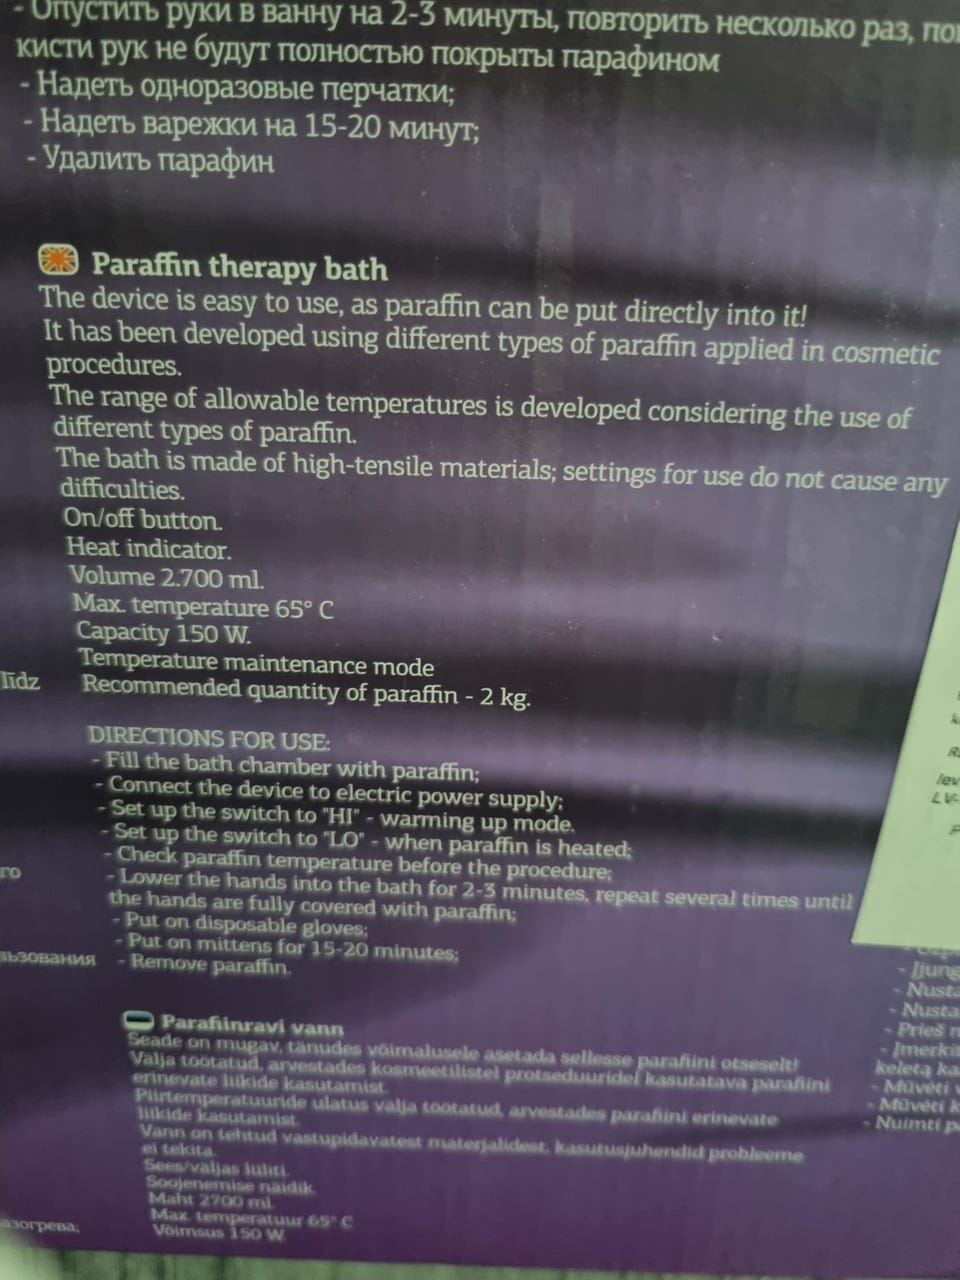 - Опустить руки в ванну на 2-3 минуты, повторить несколько раз,
кисти рук не будут полностью покрыты парафином
- Надеть одноразовые перчатки;
- Надеть варежки на 15-20 минут;
- Удалить парафин
Paraffin therapy bath
The device is easy to use, as paraffin can be put directly into it!
It has been developed using different types of paraffin applied in cosmetic
procedures.
The range of allowable temperatures is developed considering the use of
different types of paraffin.
The bath is made of high-tensile materials; settings for use do not cause any
difficulties.
On/off button.
Heat indicator.
Volume 2.700 ml.
Max. temperature 65° C
Capacity 150 W.
Temperature maintenance mode
Recommended quantity of paraffin - 2 kg.
līdz
DIRECTIONS FOR USE:
- Fill the bath chamber with paraffin;
- Connect the device to electric power supply;
- Set up the switch to "HI" - warming up mode.
- Set up the switch to "LO" - when paraffin is heated;
- Check paraffin temperature before the procedure;
- Lower the hands into the bath for 2-3 minutes, repeat several times until
the hands are fully covered with paraffin;
- Put on disposable gloves;
- Put on mittens for 15-20 minutes;
- Remove paraffin.
Parafiinravi vann
Seade on mugav, tänudes võimalusele asetada sellesse parafiini otseselt!
Välja töötatud, arvestades kosmeetilistel protseduuridel kasutatava parafiini
erinevate liikide kasutamist.
Piirtemperatuuride ulatus välja töötatud, arvestades parafiini erinevate
liikide kasutamist.
Vann on tehtud vastupidavatest materjalidest, kasutusjuhendid probleeme
ei tekita.
Sees/väljas lüliti.
Soojenemise näidik.
Maht 2700 ml.
Max. temperatuur 65° C
Võimsus 150 W.
- Prieš
- Įmerkit
keletą
- Mūvėti
- Mūvėti
- Nuimti